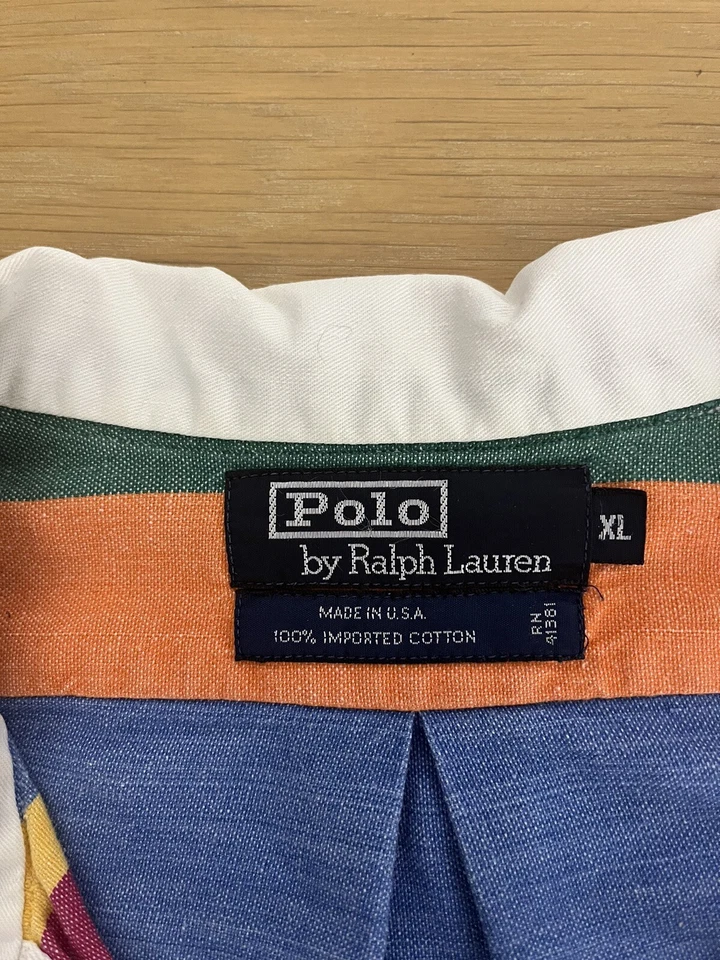 Polo
by Ralph Lauren
XL
MADE IN U.S.A.
100% IMPORTED COTTON
RN
41381